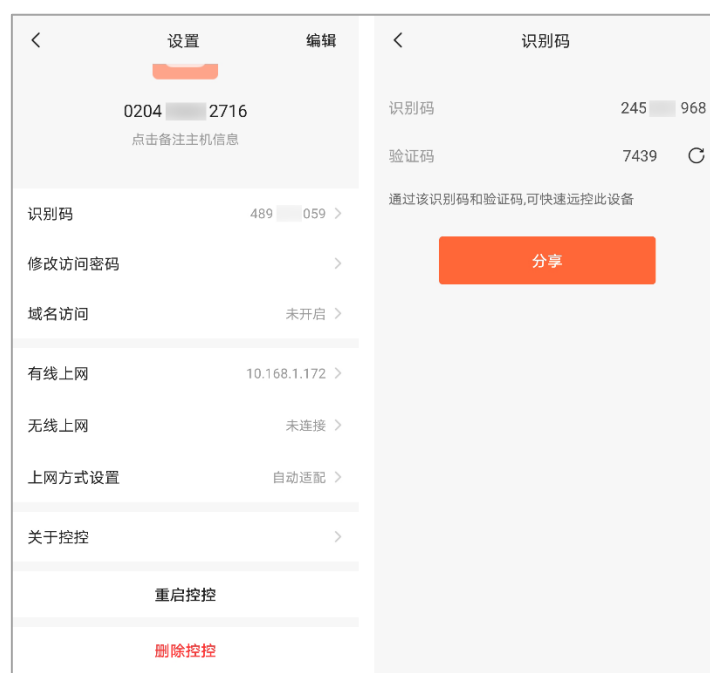 设置
编辑
0204 2716
点击备注主机信息
识别码
489 059
修改访问密码
域名访问
未开启
有线上网
10.168.1.172
无线上网
未连接
上网方式设置
自动适配
关于控控
重启控控
删除控控
识别码
识别码
245 968
验证码
7439
通过该识别码和验证码,可快速远控此设备
分享